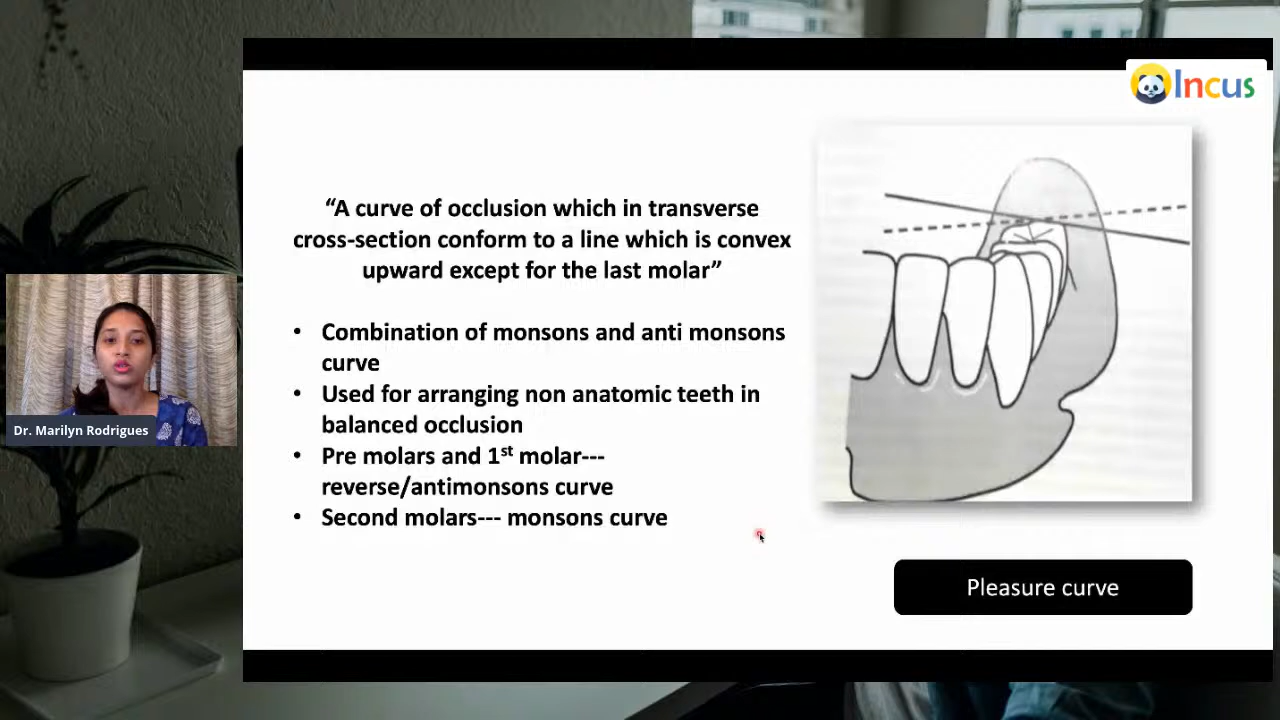 Incus
“A curve of occlusion which in transverse
cross-section conform to a line which is convex
upward except for the last molar”
• Combination of monsons and anti monsons
curve
• Used for arranging non anatomic teeth in
balanced occlusion
• Pre molars and 1st molar---
reverse/antimonsons curve
• Second molars--- monsons curve
Dr. Marilyn Rodrigues
Pleasure curve